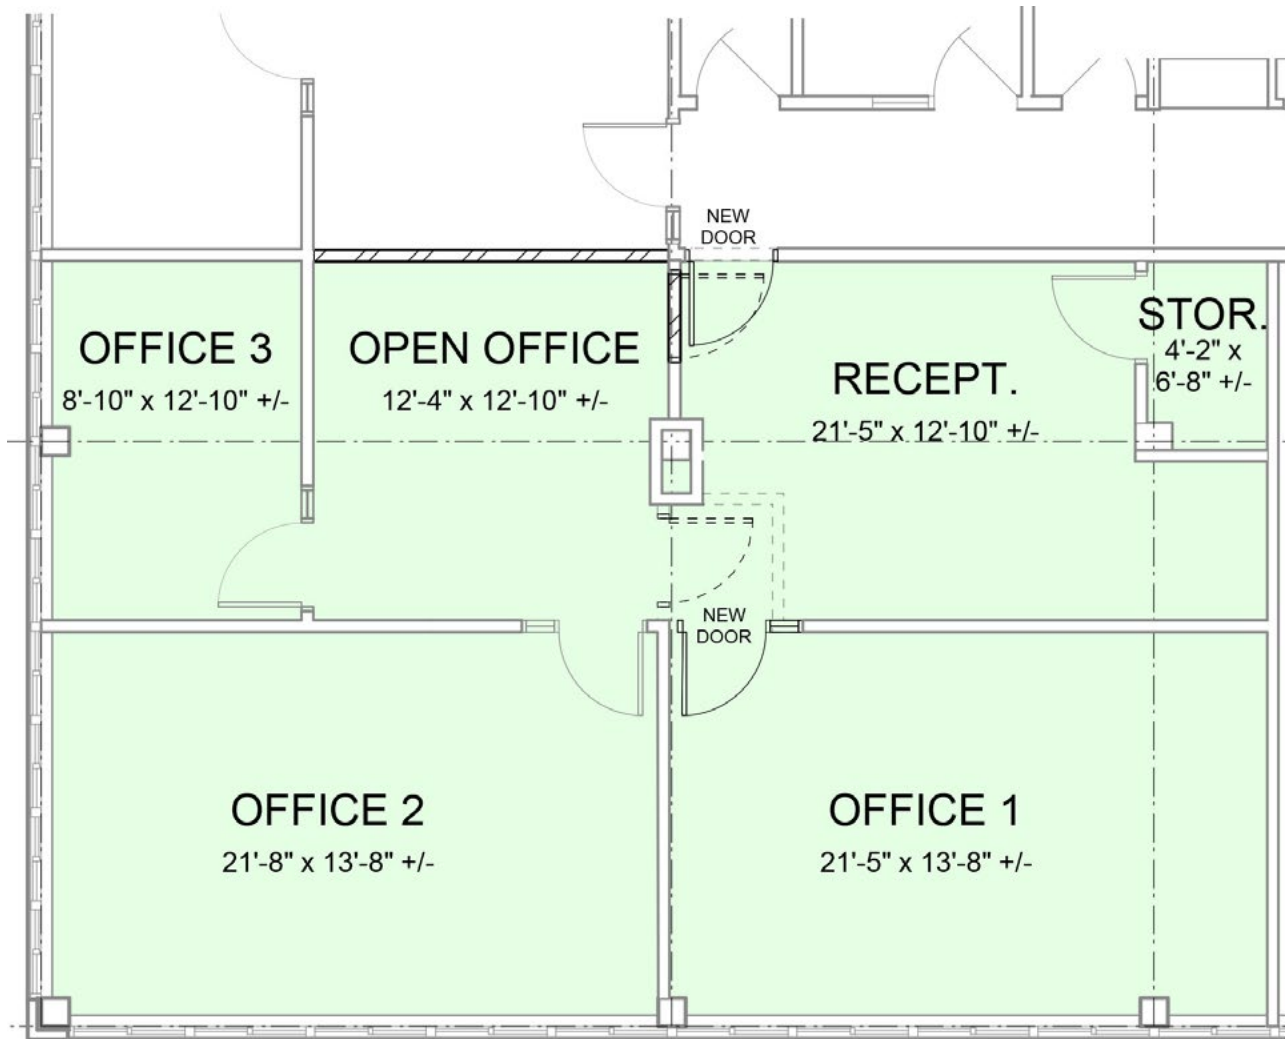 NEW
DOOR
OFFICE 3
8'-10" x 12'-10" +/-
OPEN OFFICE
12'-4" x 12'-10" +/-
RECEPT.
21'-5" x 12'-10" +/-
STOR.
4'-2" x
6'-8" +/-
NEW
DOOR
OFFICE 2
21'-8" x 13'-8" +/-
OFFICE 1
21'-5" x 13'-8" +/-